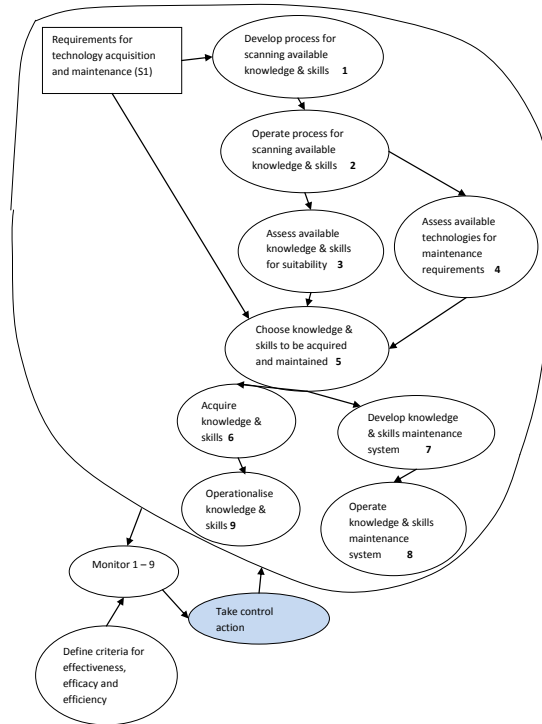 Requirements for
technology acquisition
and maintenance (S1)
Develop process for
scanning available
knowledge & skills 1
Operate process for
scanning available
knowledge & skills 2
Assess available
knowledge & skills
for suitability 3
Assess available
technologies for
maintenance
requirements 4
Choose knowledge &
skills to be acquired
and maintained 5
Acquire
knowledge &
skills 6
Develop knowledge
& skills maintenance
system 7
Operationalise
knowledge &
skills 9
Operate
knowledge & skills
maintenance
system 8
Monitor 1 – 9
Take control
action
Define criteria for
effectiveness,
efficacy and
efficiency